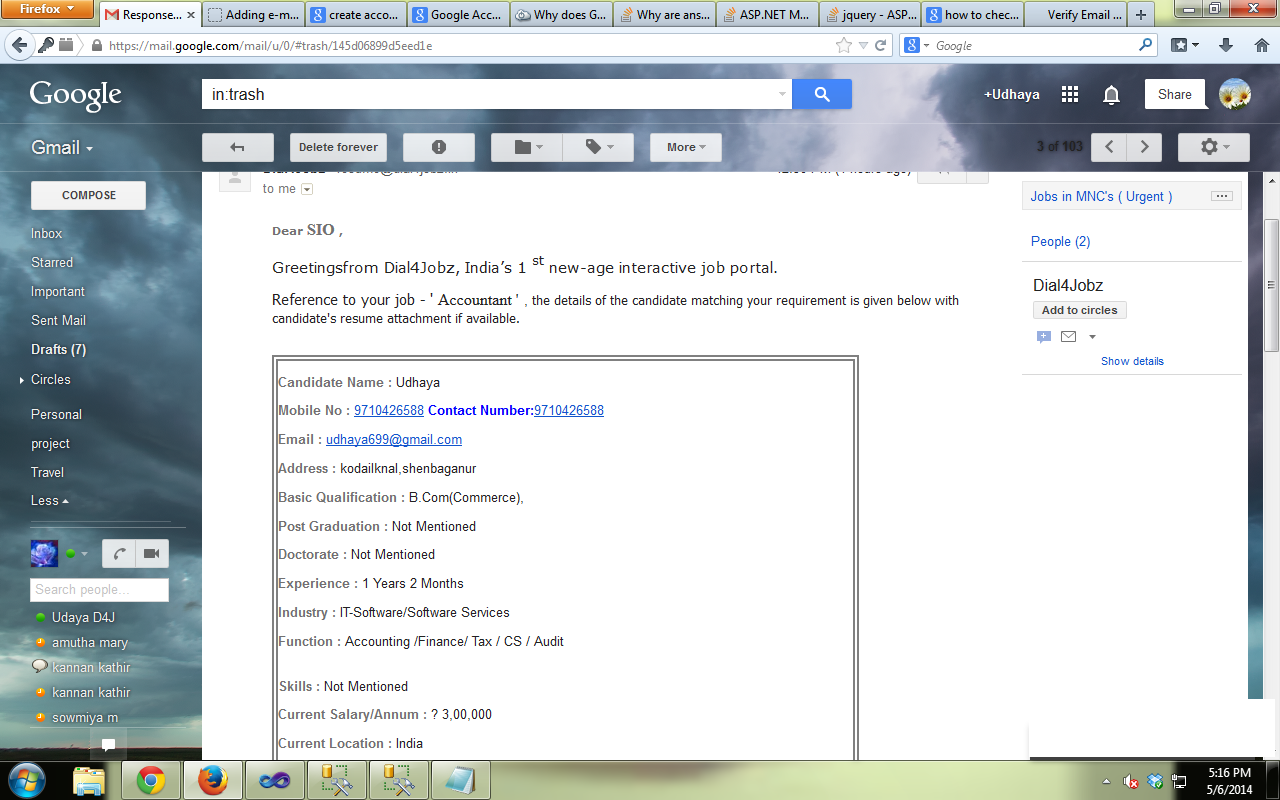 Firefox
Response... Adding e-m... create acco... Google Acc... Why does G... Why are ans... ASP.NET M... jquery - ASP... how to chec... Verify Email ...
https://mail.google.com/mail/u/0/#trash/145d06899d5eed1e
Google
Google
in:trash
+Udhaya
Share
Gmail
Delete forever
More
3 of 103
COMPOSE
Inbox
Starred
Important
Sent Mail
Drafts (7)
Circles
Personal
project
Travel
Less
Search people...
Udaya D4J
amutha mary
kannan kathir
kannan kathir
sowmiya m
to me
Dear SIO ,
Greetingsfrom Dial4Jobz, India’s 1 st new-age interactive job portal.
Reference to your job - ' Accountant ' , the details of the candidate matching your requirement is given below with
candidate's resume attachment if available.
Candidate Name : Udhaya
Mobile No : 9710426588 Contact Number:9710426588
Email : udhaya699@gmail.com
Address : kodailknal,shenbaganur
Basic Qualification : B.Com(Commerce),
Post Graduation : Not Mentioned
Doctorate : Not Mentioned
Experience : 1 Years 2 Months
Industry : IT-Software/Software Services
Function : Accounting /Finance/ Tax / CS / Audit
Skills : Not Mentioned
Current Salary/Annum : ? 3,00,000
Current Location : India
Jobs in MNC's ( Urgent )
People (2)
Dial4Jobz
Add to circles
Show details
5:16 PM
5/6/2014